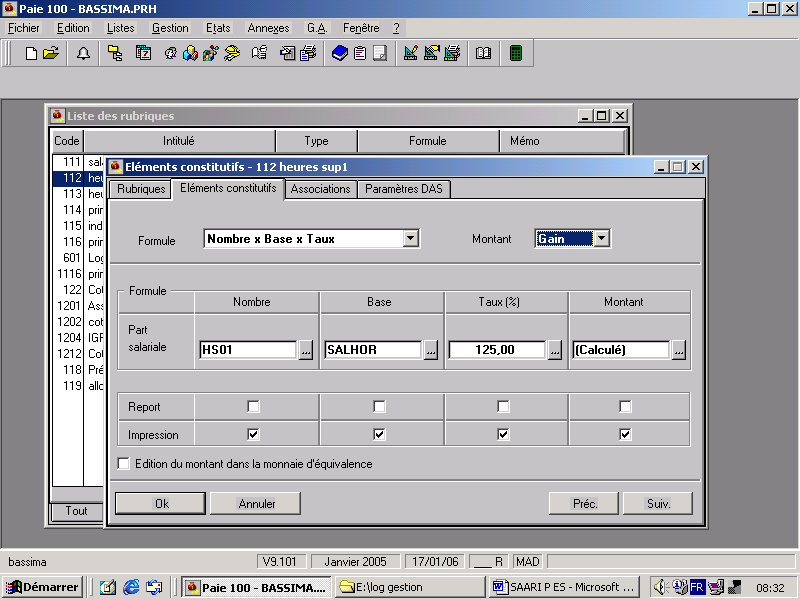 Paie 100 - BASSIMA.PRH
Fichier Edition Listes Gestion Etats Annexes G.A. Fenêtre ?
Liste des rubriques
Code Intitulé Type Formule Mémo
111 sal
Eléments constitutifs - 112 heures sup1
112 heu
Rubriques Eléments constitutifs Associations Paramètres DAS
113 heu
114 prin
115 ind
116 prin
601 Log
1116 prin
122 Cot
1201 Ass
1202 cot
1204 IGR
1212 Cot
118 Pré
119 allo
Formule Nombre x Base x Taux Montant Gain
Formule
Nombre Base Taux (%) Montant
Part
salariale
HS01 ... SALHOR ... 125,00 ... (Calculé) ...
Report
Impression
Edition du montant dans la monnaie d'équivalence
Ok Annuler Préc. Suiv.
Tout
bassima V9.101 Janvier 2005 17/01/06 ___ R MAD
Démarrer Paie 100 - BASSIMA.... E:\log gestion SAARI P ES - Microsoft ... FR 08:32